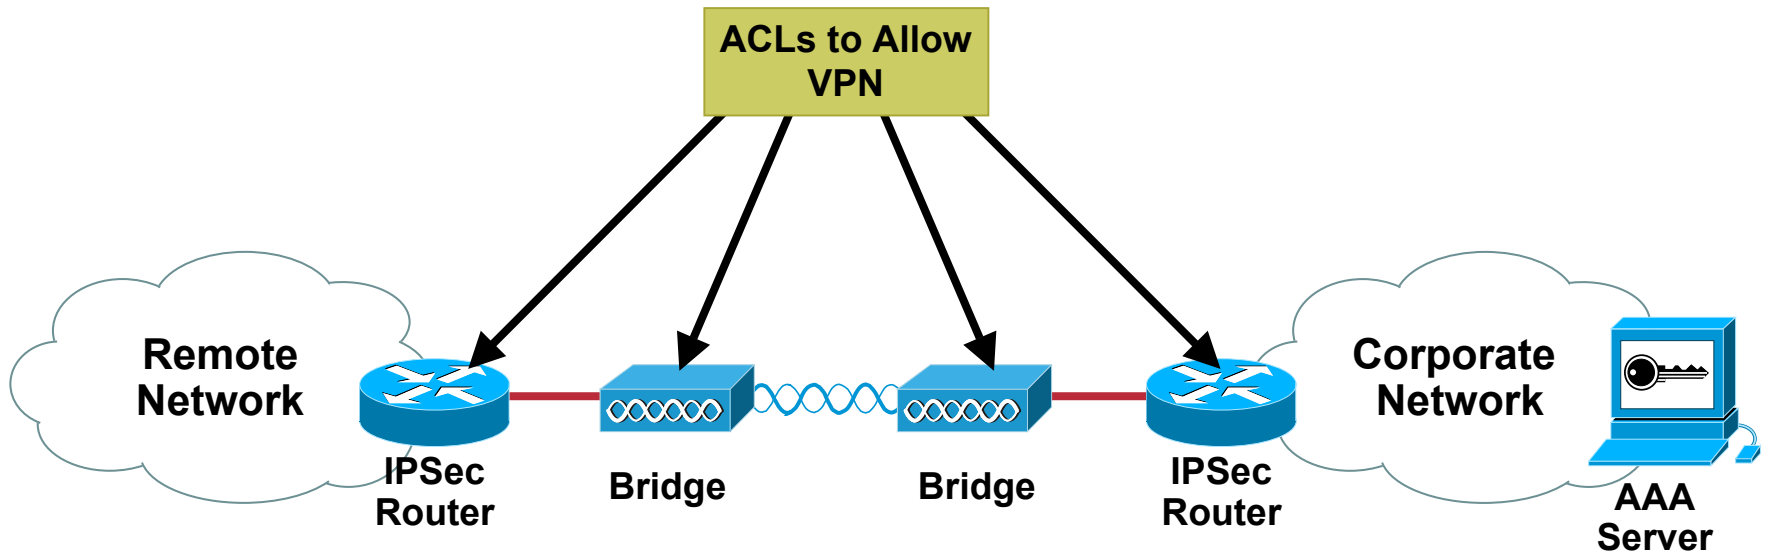 ACLs to Allow
VPN
Remote
Network
IPSec
Router
Bridge
Bridge
IPSec
Router
Corporate
Network
AAA
Server